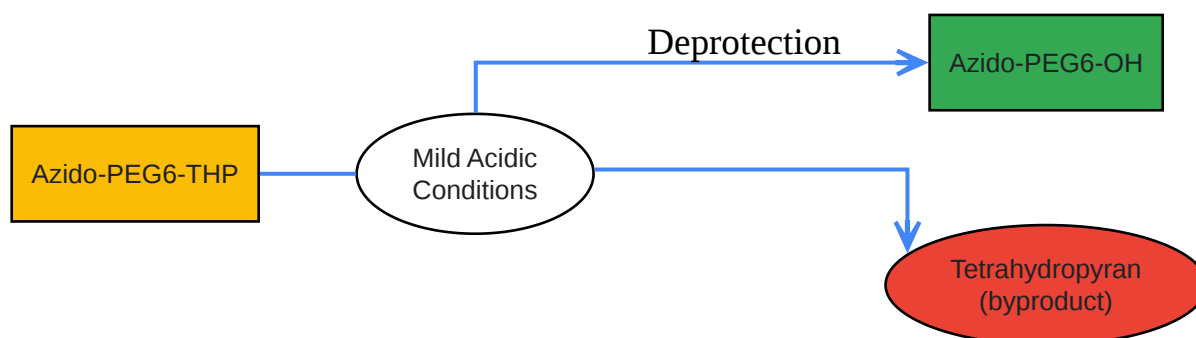 Deprotection
Azido-PEG6-OH
Azido-PEG6-THP
Mild Acidic
Conditions
Tetrahydropyran
(byproduct)